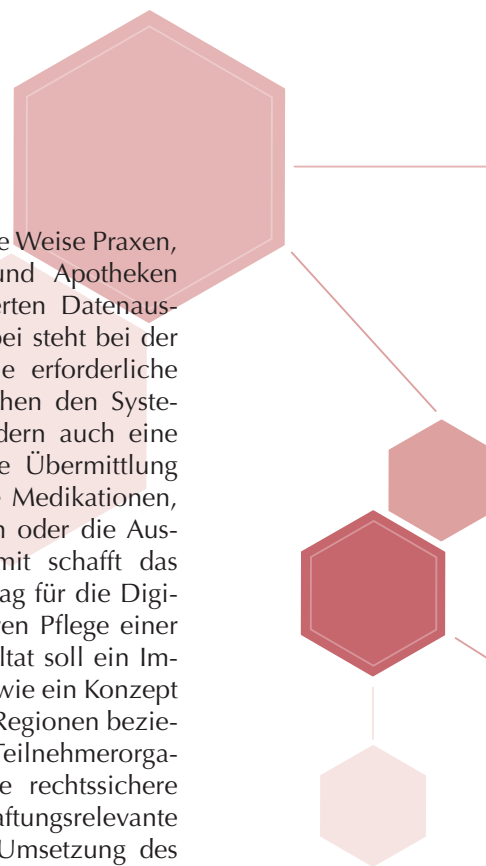 e Weise Praxen,
und Apotheken
erten Datenaus-
bei steht bei der
e erforderliche
chen den Syste-
dern auch eine
e Übermittlung
e Medikationen,
n oder die Aus-
mit schafft das
ag für die Digi-
ren Pflege einer
ltat soll ein Im-
wie ein Konzept
Regionen bezie-
Teilnehmerorga-
e rechtssichere
aftungsrelevante
Umsetzung des